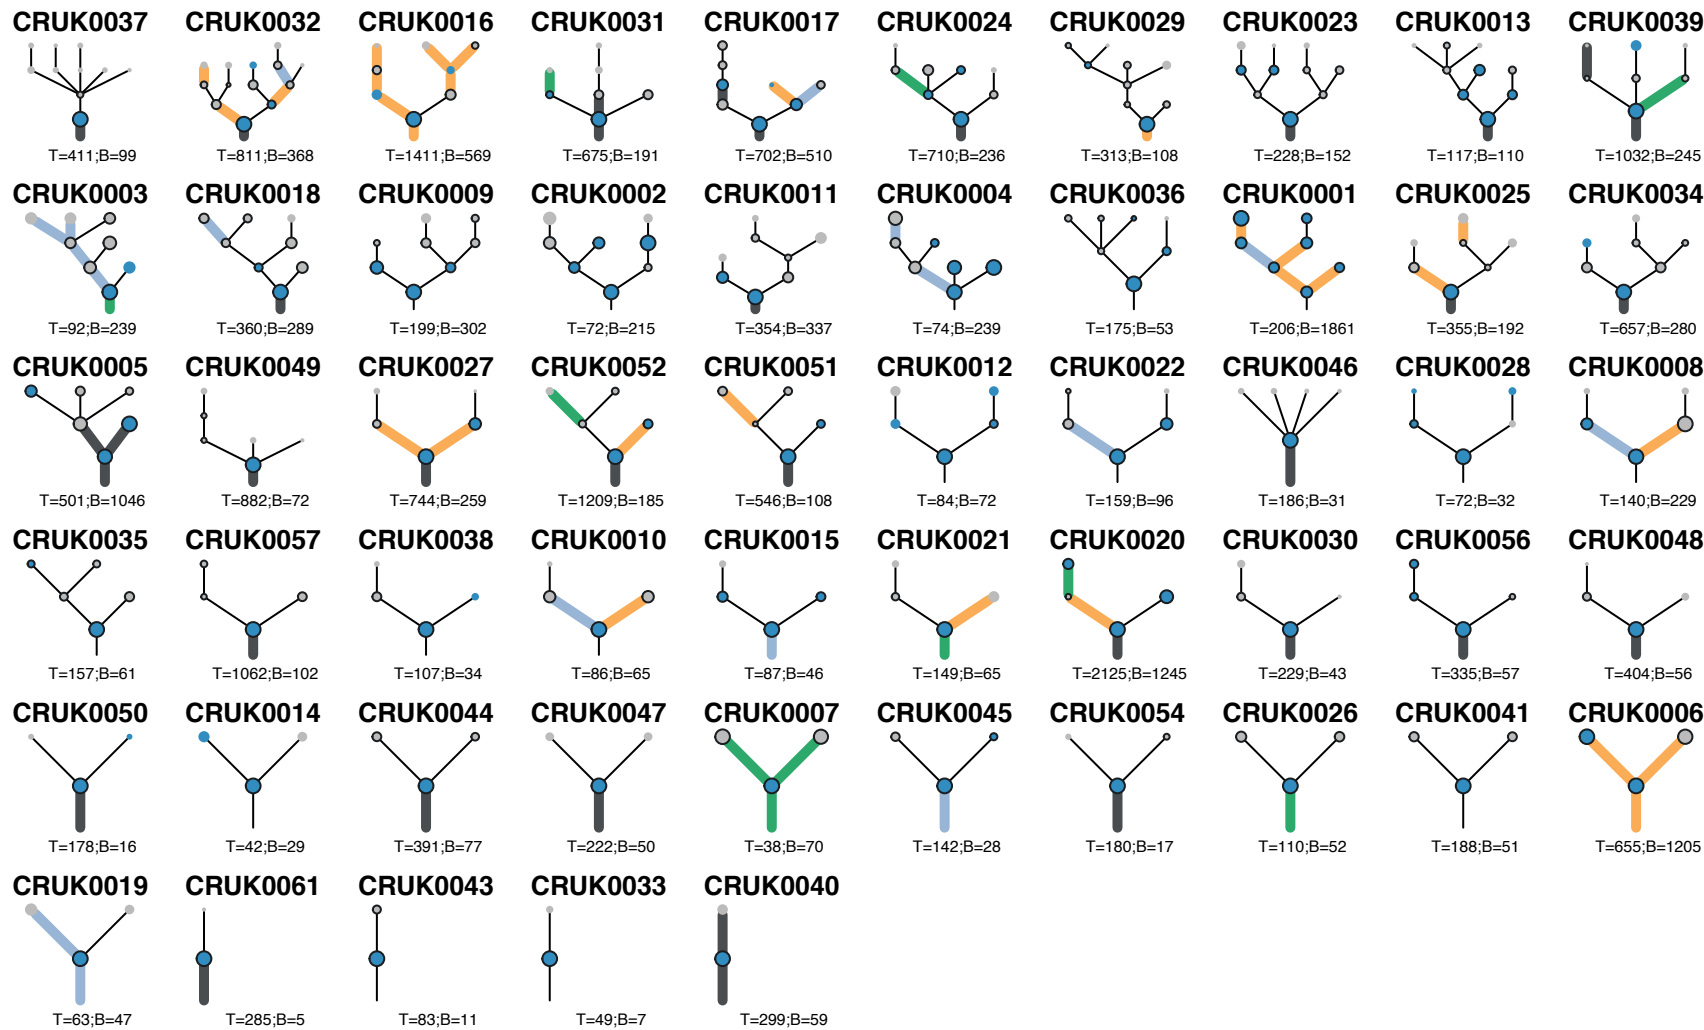 CRUK0037 CRUK0032 CRUK0016 CRUK0031 CRUK0017 CRUK0024 CRUK0029 CRUK0023 CRUK0013 CRUK0039
T=411;B=99 T=811;B=368 T=1411;B=569 T=675;B=191 T=702;B=510 T=710;B=236 T=313;B=108 T=228;B=152 T=117;B=110 T=1032;B=245
CRUK0003 CRUK0018 CRUK0009 CRUK0002 CRUK0011 CRUK0004 CRUK0036 CRUK0001 CRUK0025 CRUK0034
T=92;B=239 T=360;B=289 T=199;B=302 T=72;B=215 T=354;B=337 T=74;B=239 T=175;B=53 T=206;B=1861 T=355;B=192 T=657;B=280
CRUK0005 CRUK0049 CRUK0027 CRUK0052 CRUK0051 CRUK0012 CRUK0022 CRUK0046 CRUK0028 CRUK0008
T=501;B=1046 T=882;B=72 T=744;B=259 T=1209;B=185 T=546;B=108 T=84;B=72 T=159;B=96 T=186;B=31 T=72;B=32 T=140;B=229
CRUK0035 CRUK0057 CRUK0038 CRUK0010 CRUK0015 CRUK0021 CRUK0020 CRUK0030 CRUK0056 CRUK0048
T=157;B=61 T=1062;B=102 T=107;B=34 T=86;B=65 T=87;B=46 T=149;B=65 T=2125;B=1245 T=229;B=43 T=335;B=57 T=404;B=56
CRUK0050 CRUK0014 CRUK0044 CRUK0047 CRUK0007 CRUK0045 CRUK0054 CRUK0026 CRUK0041 CRUK0006
T=178;B=16 T=42;B=29 T=391;B=77 T=222;B=50 T=38;B=70 T=142;B=28 T=180;B=17 T=110;B=52 T=188;B=51 T=655;B=1205
CRUK0019 CRUK0061 CRUK0043 CRUK0033 CRUK0040
T=63;B=47 T=285;B=5 T=83;B=11 T=49;B=7 T=299;B=59